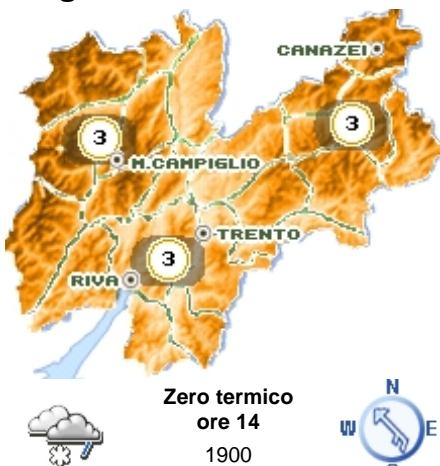 CANAZEI
3
3
M.CAMPIGLIO
TRENTO
3
RIVA
Zero termico
ore 14
1900
N
W
E